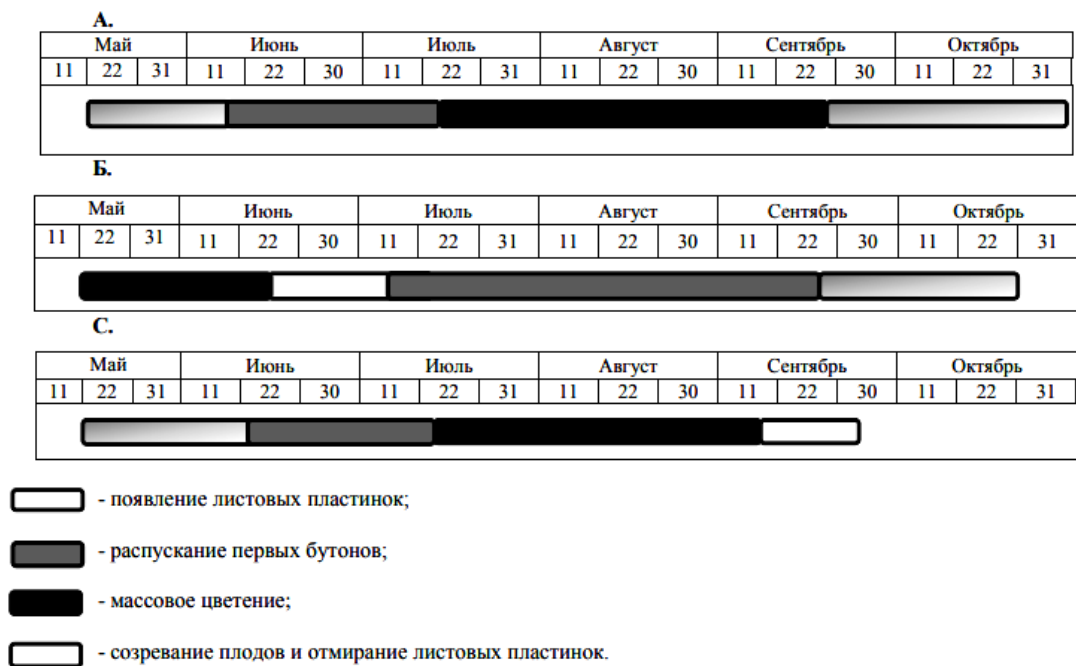 А.
Май Июнь Июль Август Сентябрь Октябрь
11 22 31 11 22 30 11 22 31 11 22 30 11 22 30 11 22 31
Б.
Май Июнь Июль Август Сентябрь Октябрь
11 22 31 11 22 30 11 22 31 11 22 30 11 22 30 11 22 31
С.
Май Июнь Июль Август Сентябрь Октябрь
11 22 31 11 22 30 11 22 31 11 22 30 11 22 30 11 22 31
- появление листовых пластинок;
- распускание первых бутонов;
- массовое цветение;
- созревание плодов и отмирание листовых пластинок.